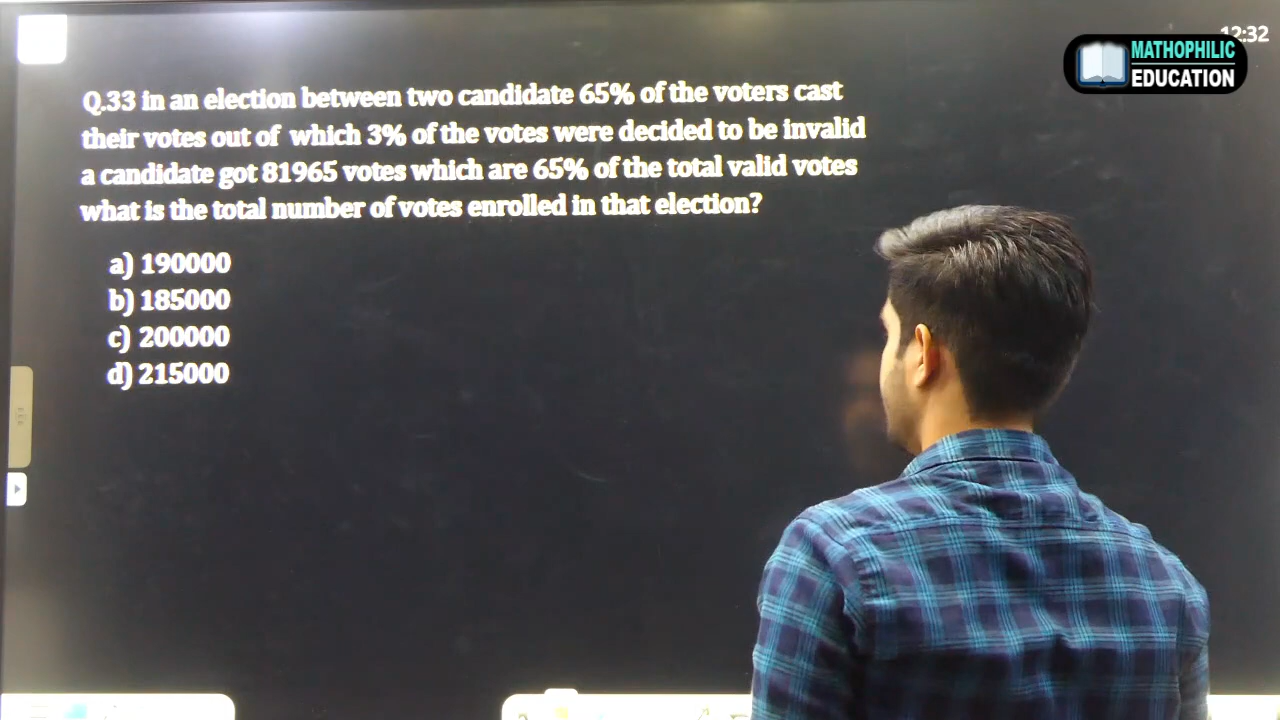 12:32
MATHOPHILIC
EDUCATION
Q.33 in an election between two candidate 65% of the voters cast
their votes out of which 3% of the votes were decided to be invalid
a candidate got 81965 votes which are 65% of the total valid votes
what is the total number of votes enrolled in that election?
a) 190000
b) 185000
c) 200000
d) 215000